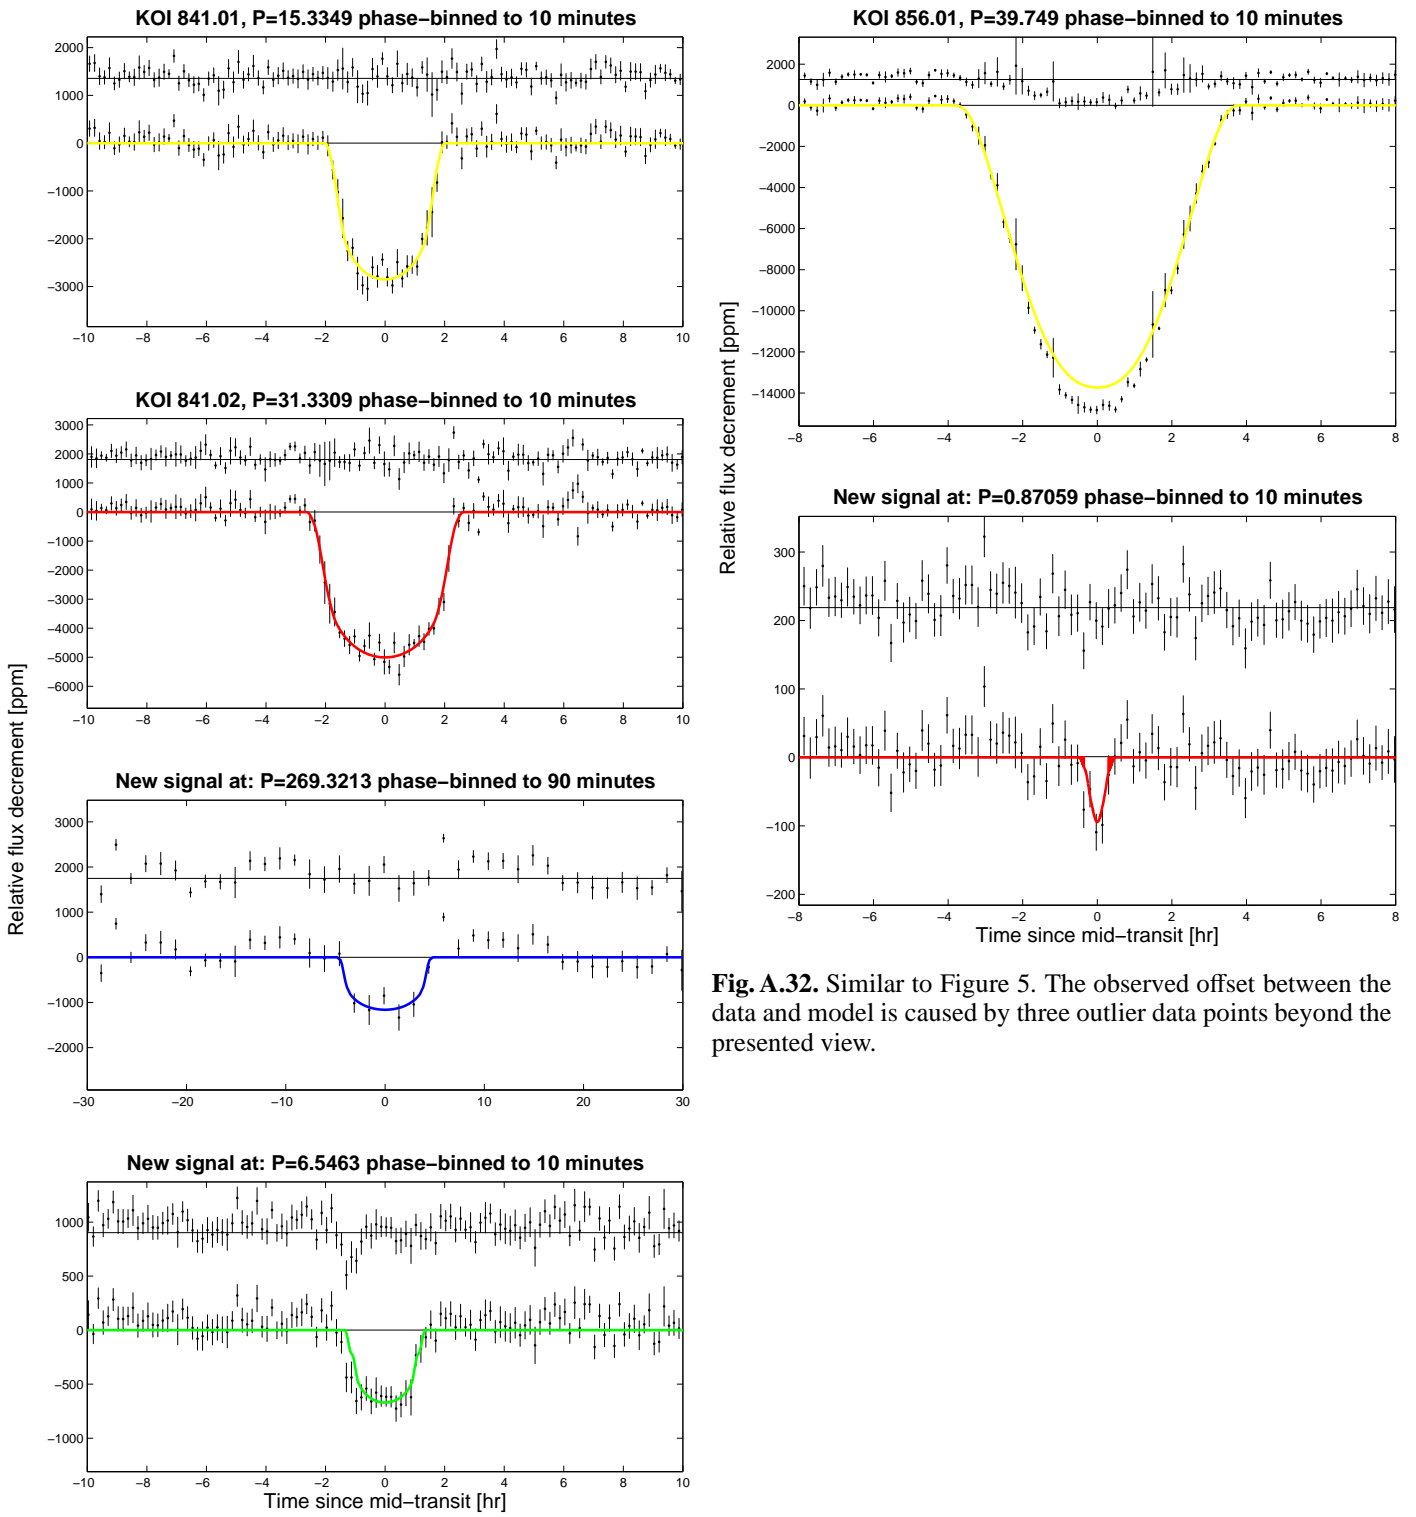 KOI 841.01, P=15.3349 phase−binned to 10 minutes
2000
1000
0
−1000
−2000
−3000
−10 −8 −6 −4 −2 0 2 4 6 8 10
KOI 841.02, P=31.3309 phase−binned to 10 minutes
3000
2000
1000
0
−1000
−2000
−3000
−4000
−5000
−6000
−10 −8 −6 −4 −2 0 2 4 6 8 10
Relative flux decrement [ppm]
New signal at: P=269.3213 phase−binned to 90 minutes
3000
2000
1000
0
−1000
−2000
−30 −20 −10 0 10 20 30
New signal at: P=6.5463 phase−binned to 10 minutes
1000
500
0
−500
−1000
−10 −8 −6 −4 −2 0 2 4 6 8 10
Time since mid−transit [hr]
KOI 856.01, P=39.749 phase−binned to 10 minutes
2000
0
−2000
−4000
−6000
−8000
−10000
−12000
−14000
−8 −6 −4 −2 0 2 4 6 8
Relative flux decrement [ppm]
New signal at: P=0.87059 phase−binned to 10 minutes
300
200
100
0
−100
−200
−8 −6 −4 −2 0 2 4 6 8
Time since mid−transit [hr]
Fig. A.32. Similar to Figure 5. The observed offset between the
data and model is caused by three outlier data points beyond the
presented view.